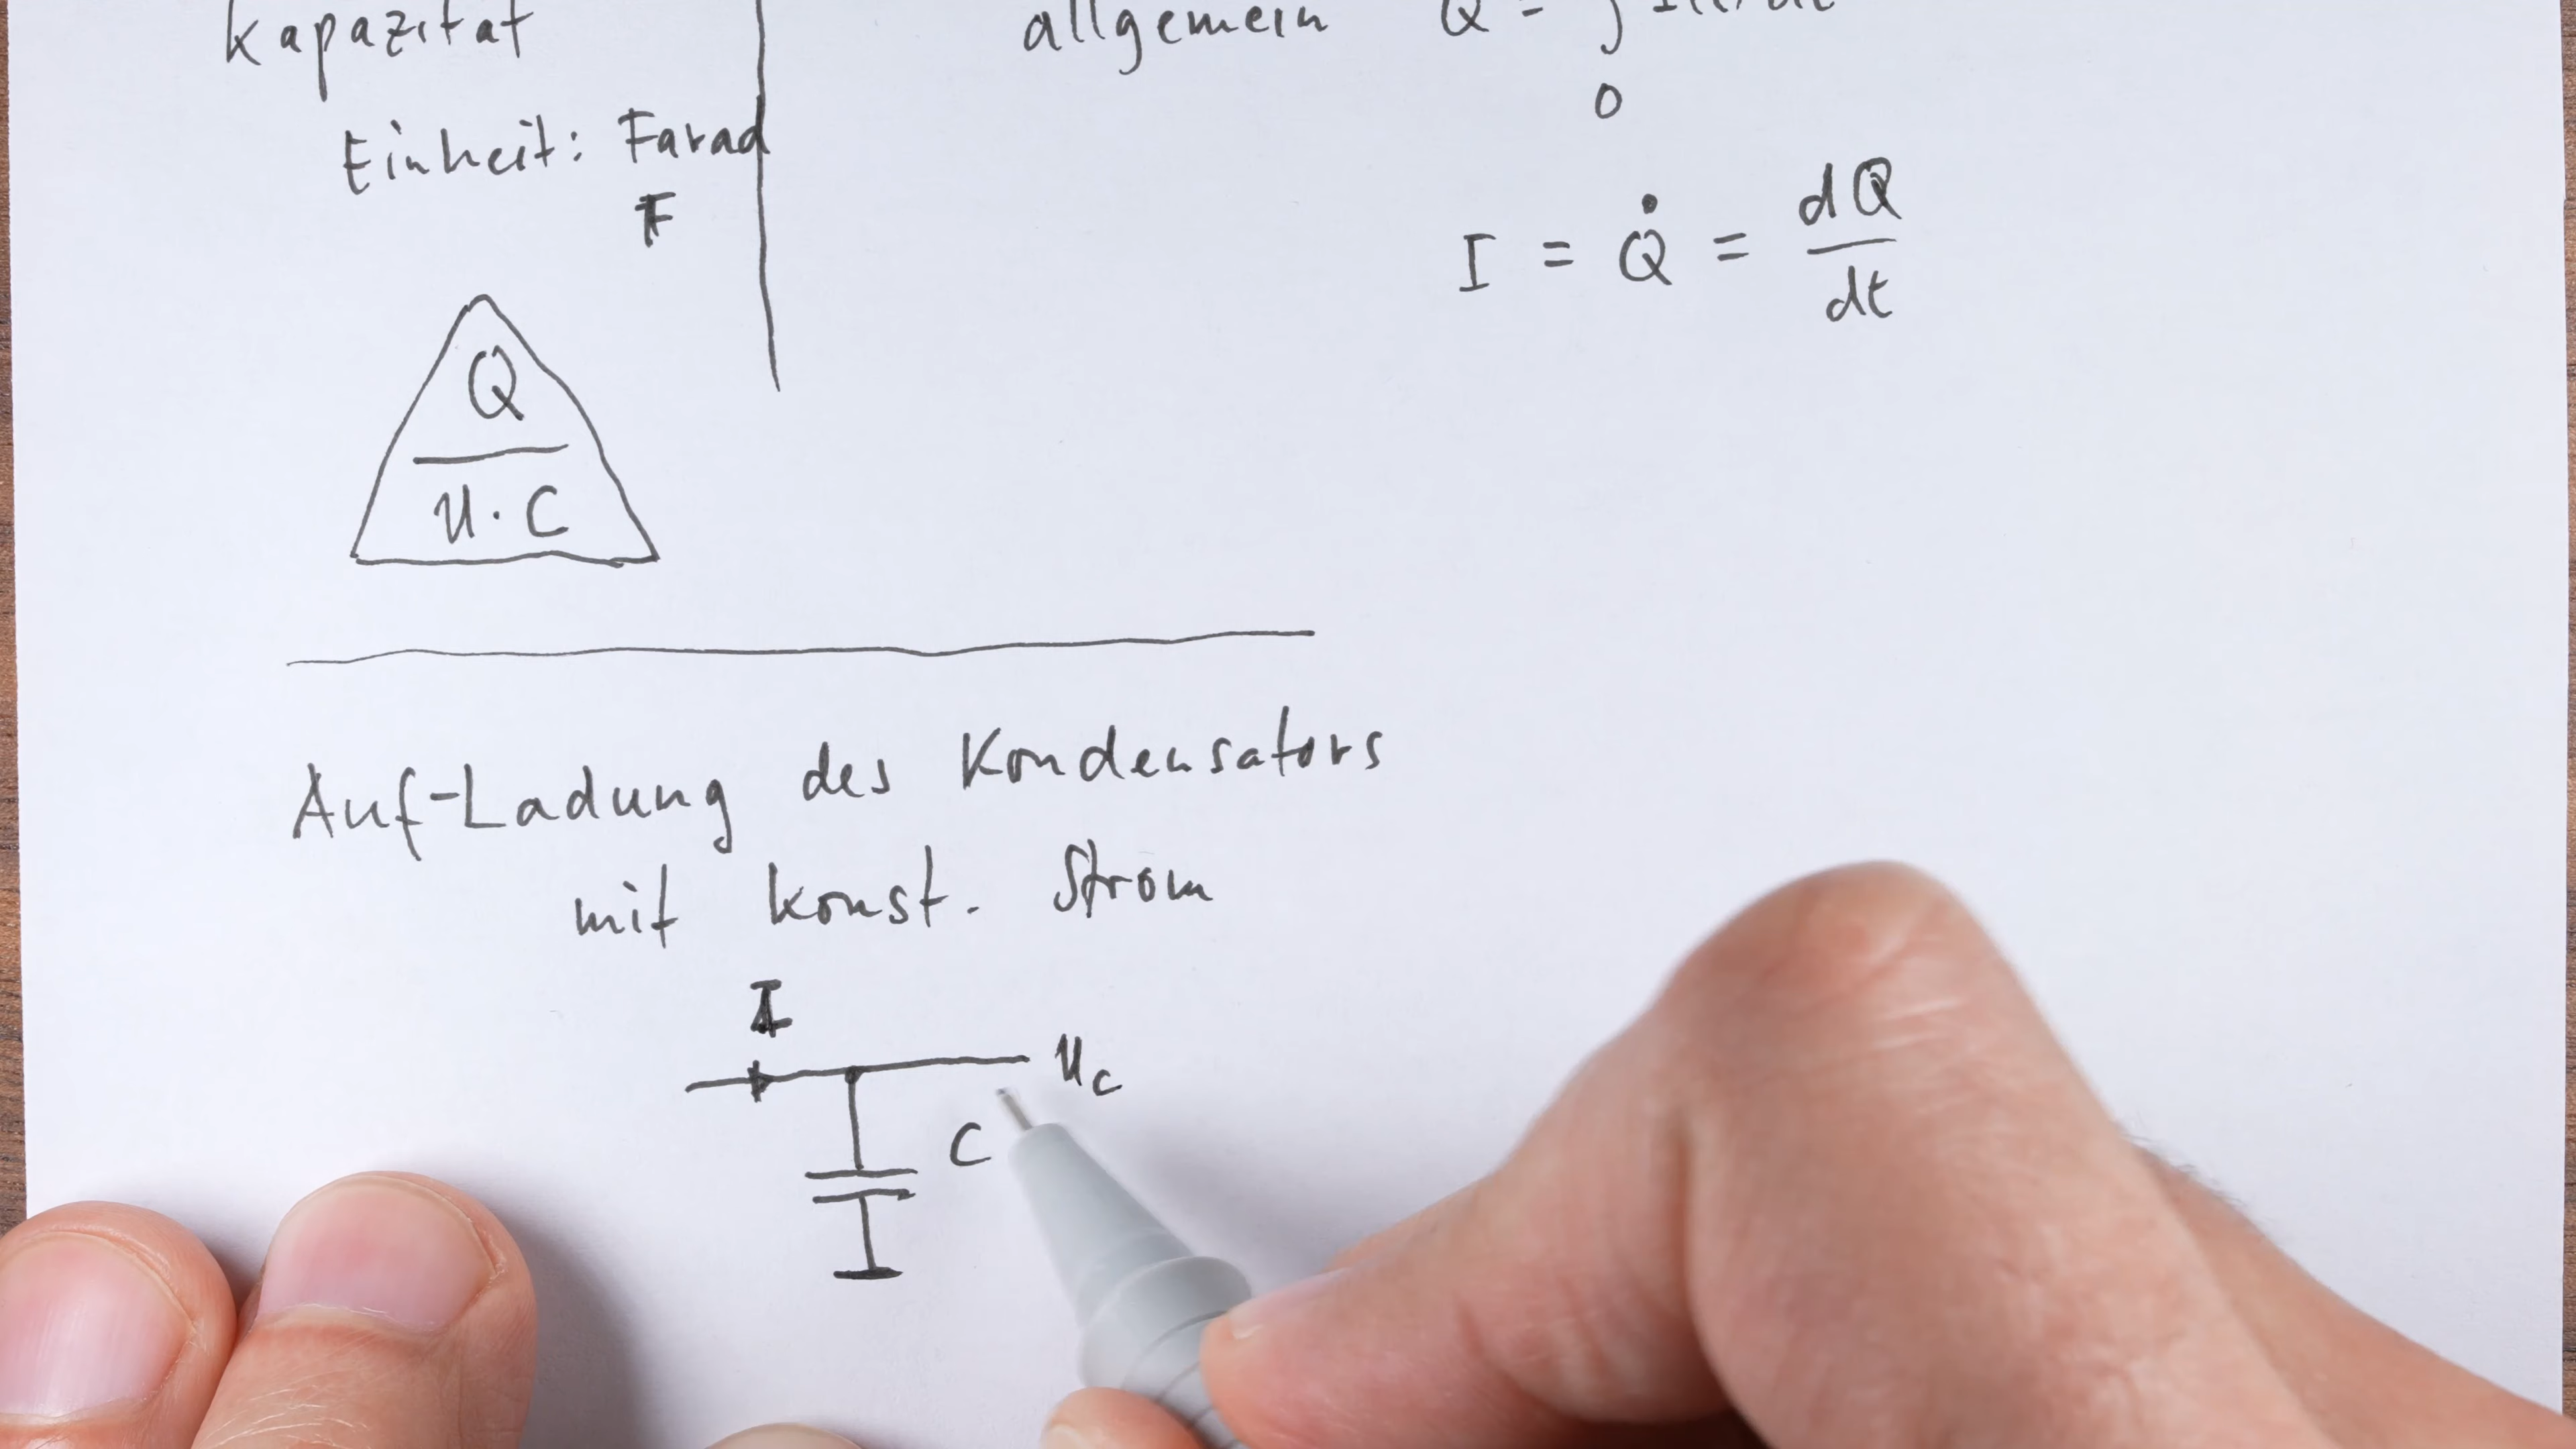 Kapazität
Einheit: Farad
F
Q
U · C
allgemein Q =
0
I = Q̇ = dQ
dt
Auf-Ladung des Kondensators
mit konst. Strom
I
U_C
C